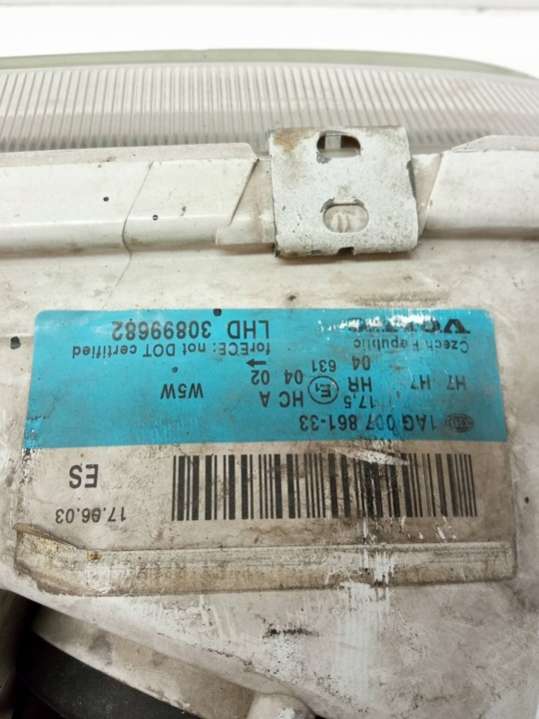 17.06.03
ES
1AG 007 861-33
17,5
H7 H7
HR
HC A
W5W
04 02
04 631
Czech Republic
forECE: not DOT certified
VOLVO
LHD 30899682